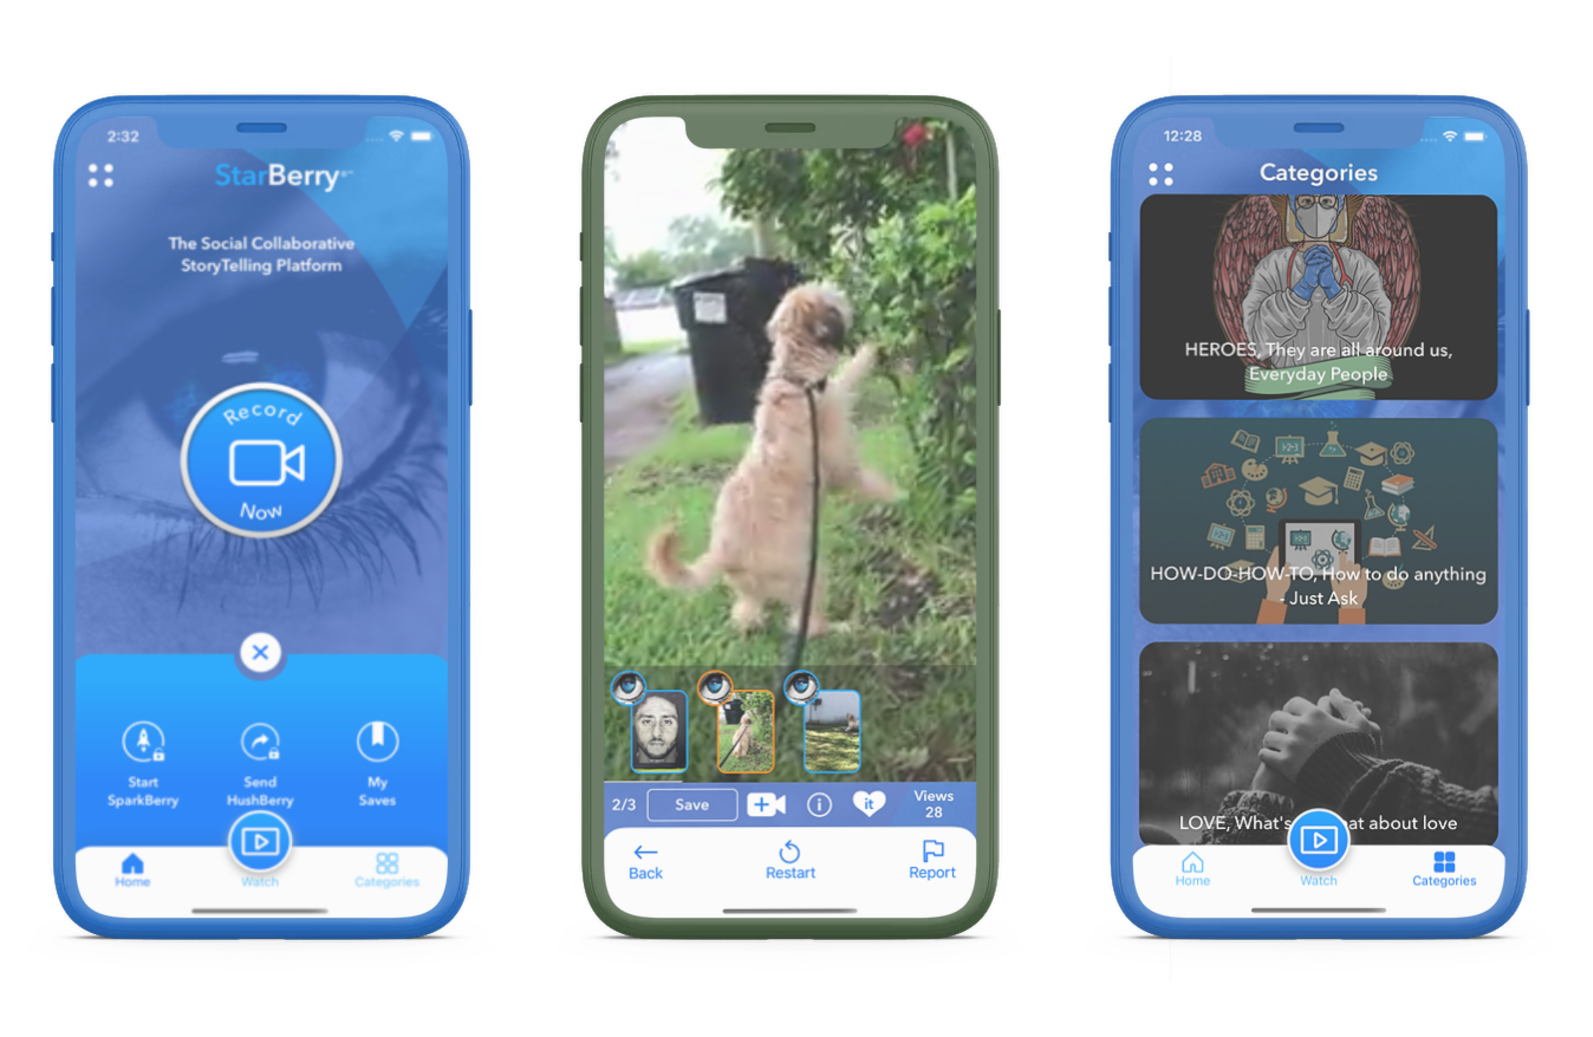 2:32
StarBerry
The Social Collaborative
StoryTelling Platform
Record
Now
Start
SparkBerry
Send
HushBerry
My
Saves
Home
Watch
Categories
2/3
Save
i
it
Views
28
Back
Restart
Report
12:28
Categories
HEROES, They are all around us,
Everyday People
HOW-DO-HOW-TO, How to do anything
- Just Ask
LOVE, What's
about love
Home
Watch
Categories